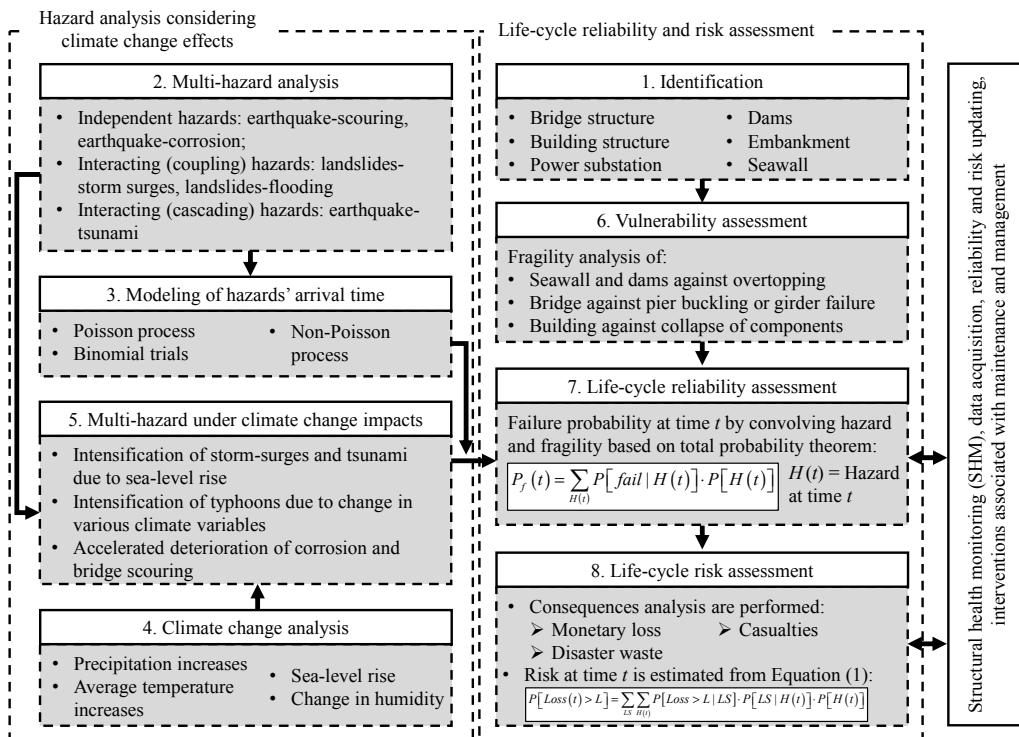 Hazard analysis considering
climate change effects
2. Multi-hazard analysis
• Independent hazards: earthquake-scouring,
earthquake-corrosion;
• Interacting (coupling) hazards: landslides-
storm surges, landslides-flooding
• Interacting (cascading) hazards: earthquake-
tsunami
3. Modeling of hazards' arrival time
• Poisson process
• Binomial trials
• Non-Poisson
process
5. Multi-hazard under climate change impacts
• Intensification of storm-surges and tsunami
due to sea-level rise
• Intensification of typhoons due to change in
various climate variables
• Accelerated deterioration of corrosion and
bridge scouring
4. Climate change analysis
• Precipitation increases
• Average temperature
increases
• Sea-level rise
• Change in humidity
Life-cycle reliability and risk assessment
1. Identification
• Bridge structure
• Building structure
• Power substation
• Dams
• Embankment
• Seawall
6. Vulnerability assessment
Fragility analysis of:
• Seawall and dams against overtopping
• Bridge against pier buckling or girder failure
• Building against collapse of components
7. Life-cycle reliability assessment
Failure probability at time t by convolving hazard
and fragility based on total probability theorem:
P_f(t) = ∑_{H(t)} P[fail | H(t)] · P[H(t)]
H(t) = Hazard
at time t
8. Life-cycle risk assessment
• Consequences analysis are performed:
➢ Monetary loss
➢ Casualties
➢ Disaster waste
• Risk at time t is estimated from Equation (1):
P[Loss(t) > L] = ∑_{LS} ∑_{H(t)} P[Loss > L | LS] · P[LS | H(t)] · P[H(t)]
Structural health monitoring (SHM), data acquisition, reliability and risk updating,
interventions associated with maintenance and management